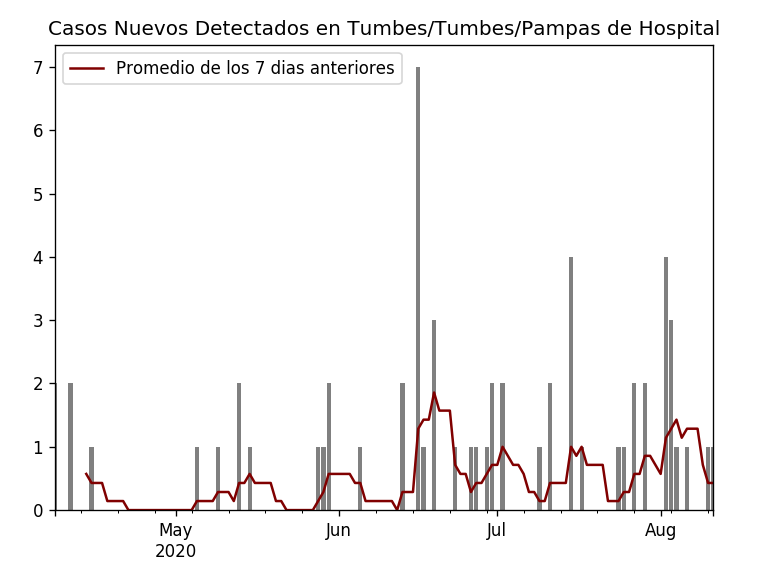 Casos Nuevos Detectados en Tumbes/Tumbes/Pampas de Hospital
Promedio de los 7 dias anteriores
7
6
5
4
3
2
1
0
May
2020
Jun
Jul
Aug